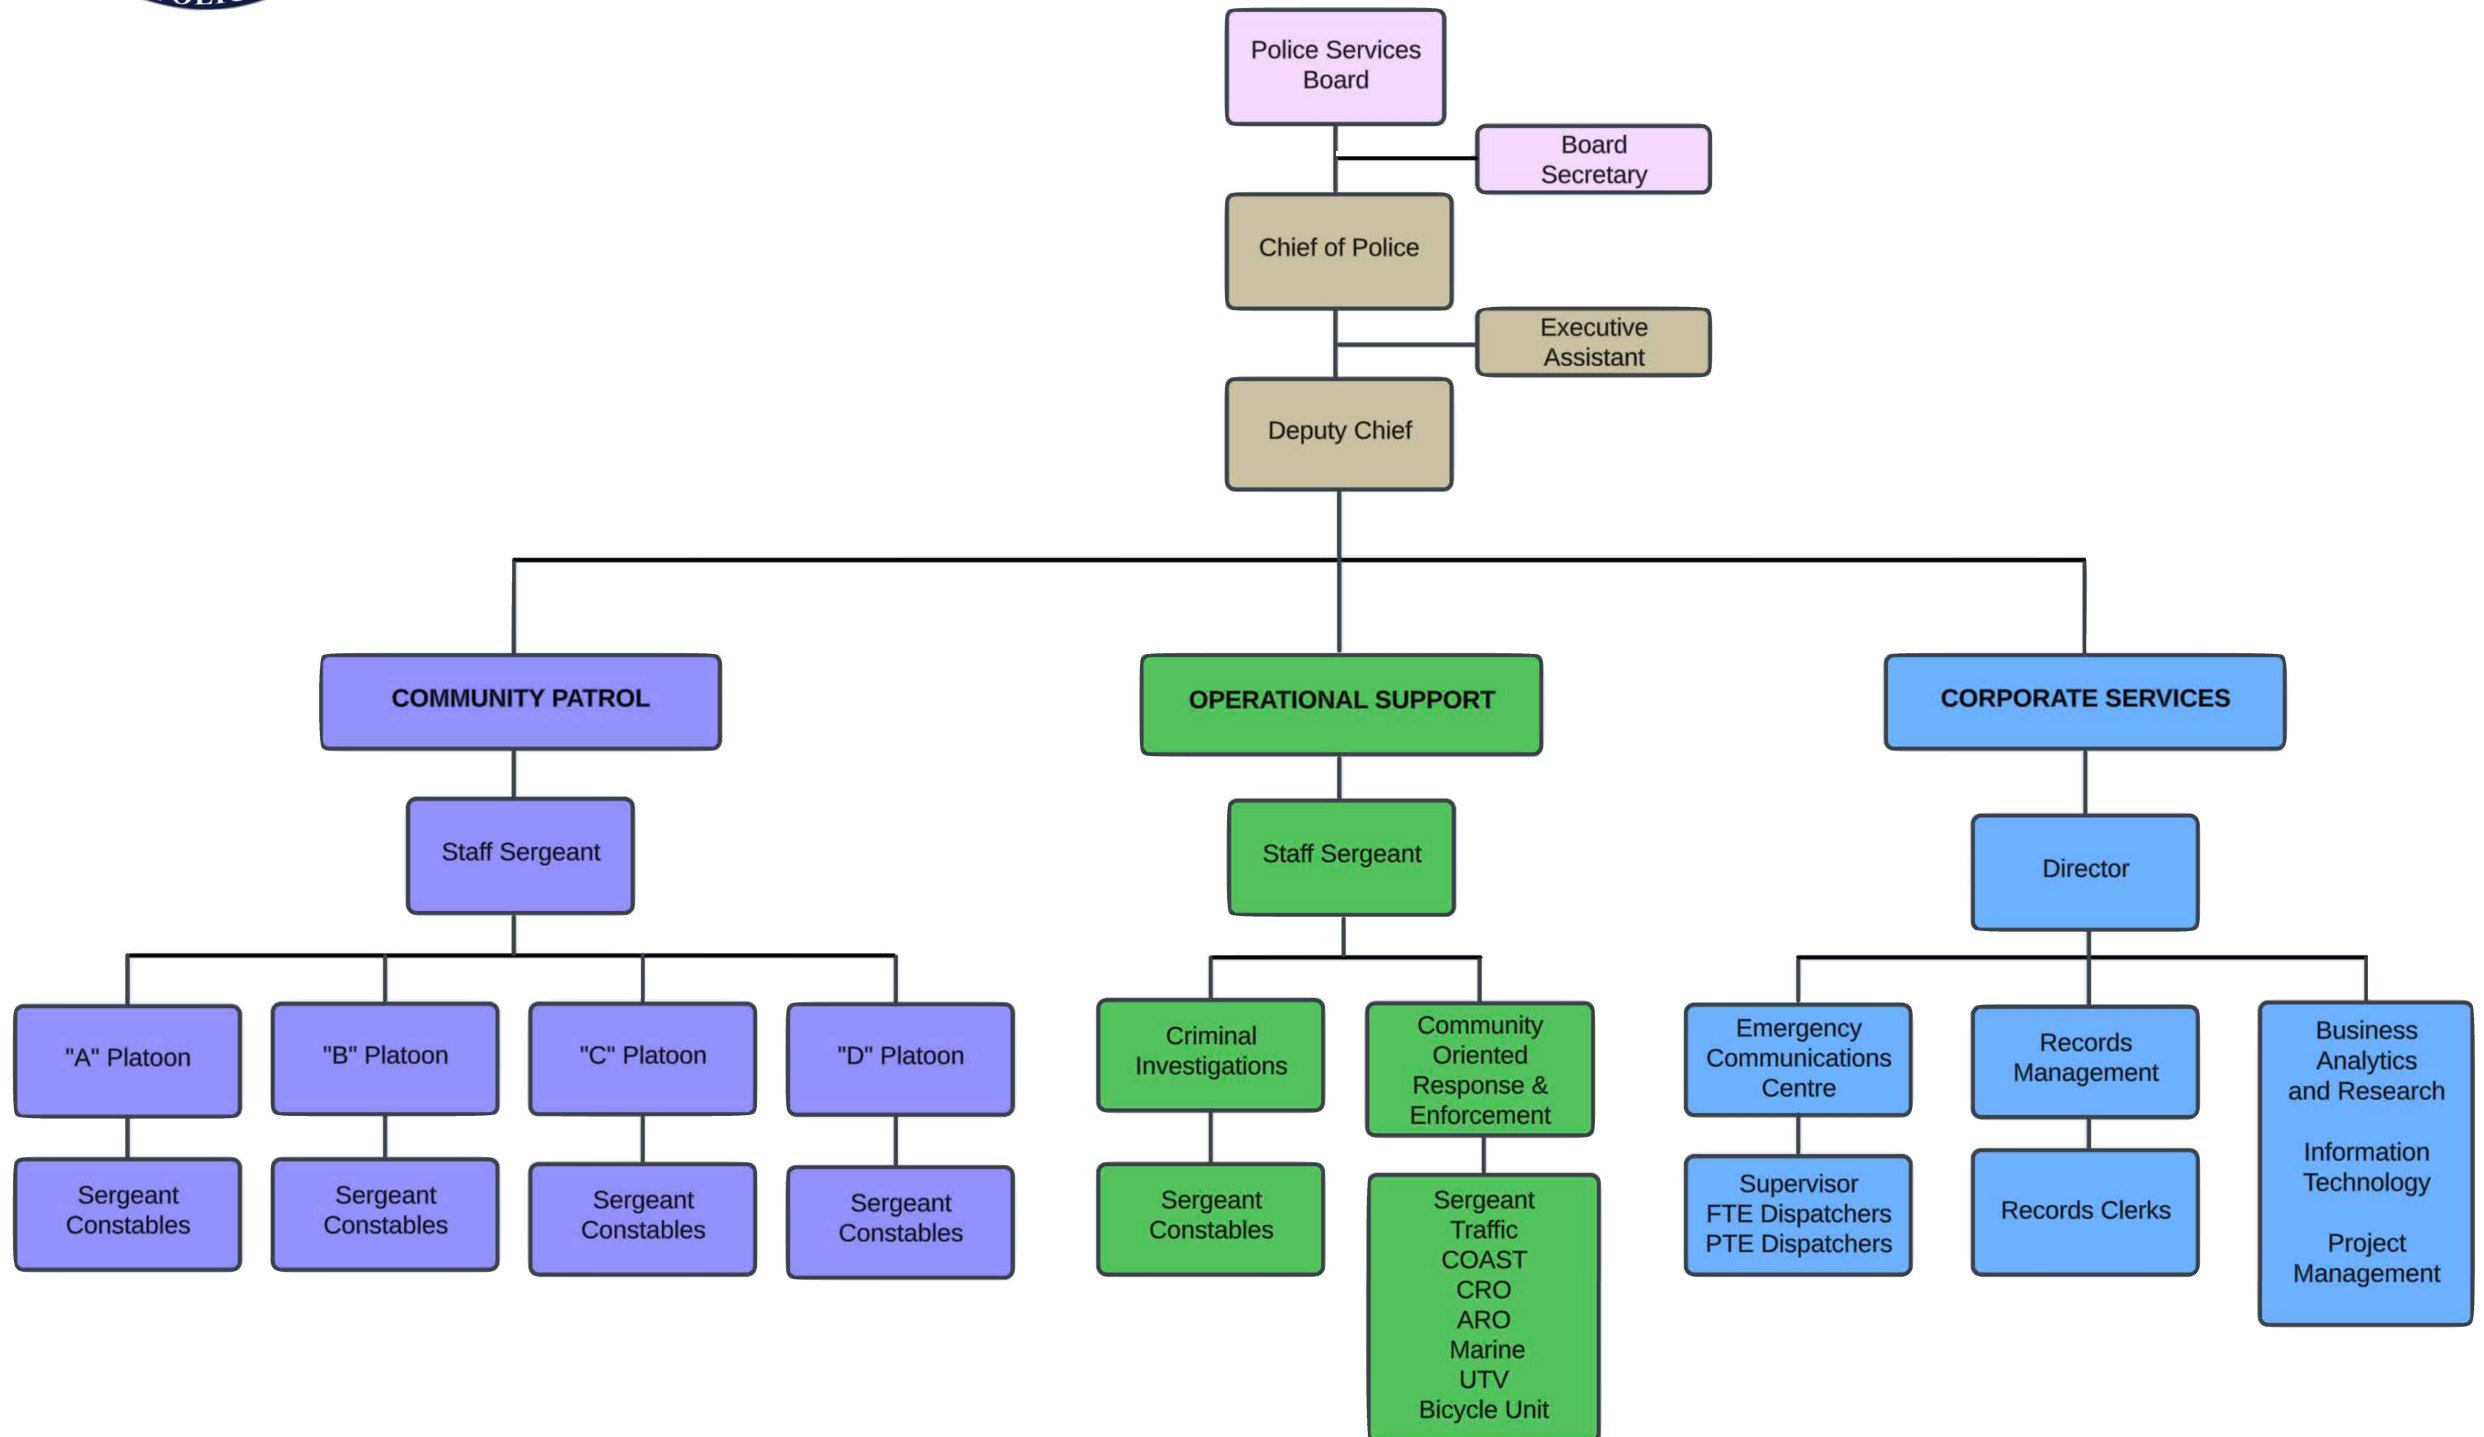 Police Services
Board
Board
Secretary
Chief of Police
Executive
Assistant
Deputy Chief
COMMUNITY PATROL
OPERATIONAL SUPPORT
CORPORATE SERVICES
Staff Sergeant
Staff Sergeant
Director
"A" Platoon
"B" Platoon
"C" Platoon
"D" Platoon
Criminal
Investigations
Community
Oriented
Response &
Enforcement
Emergency
Communications
Centre
Records
Management
Business
Analytics
and Research
Information
Technology
Project
Management
Sergeant
Constables
Sergeant
Constables
Sergeant
Constables
Sergeant
Constables
Sergeant
Constables
Sergeant
Traffic
COAST
CRO
ARO
Marine
UTV
Bicycle Unit
Supervisor
FTE Dispatchers
PTE Dispatchers
Records Clerks